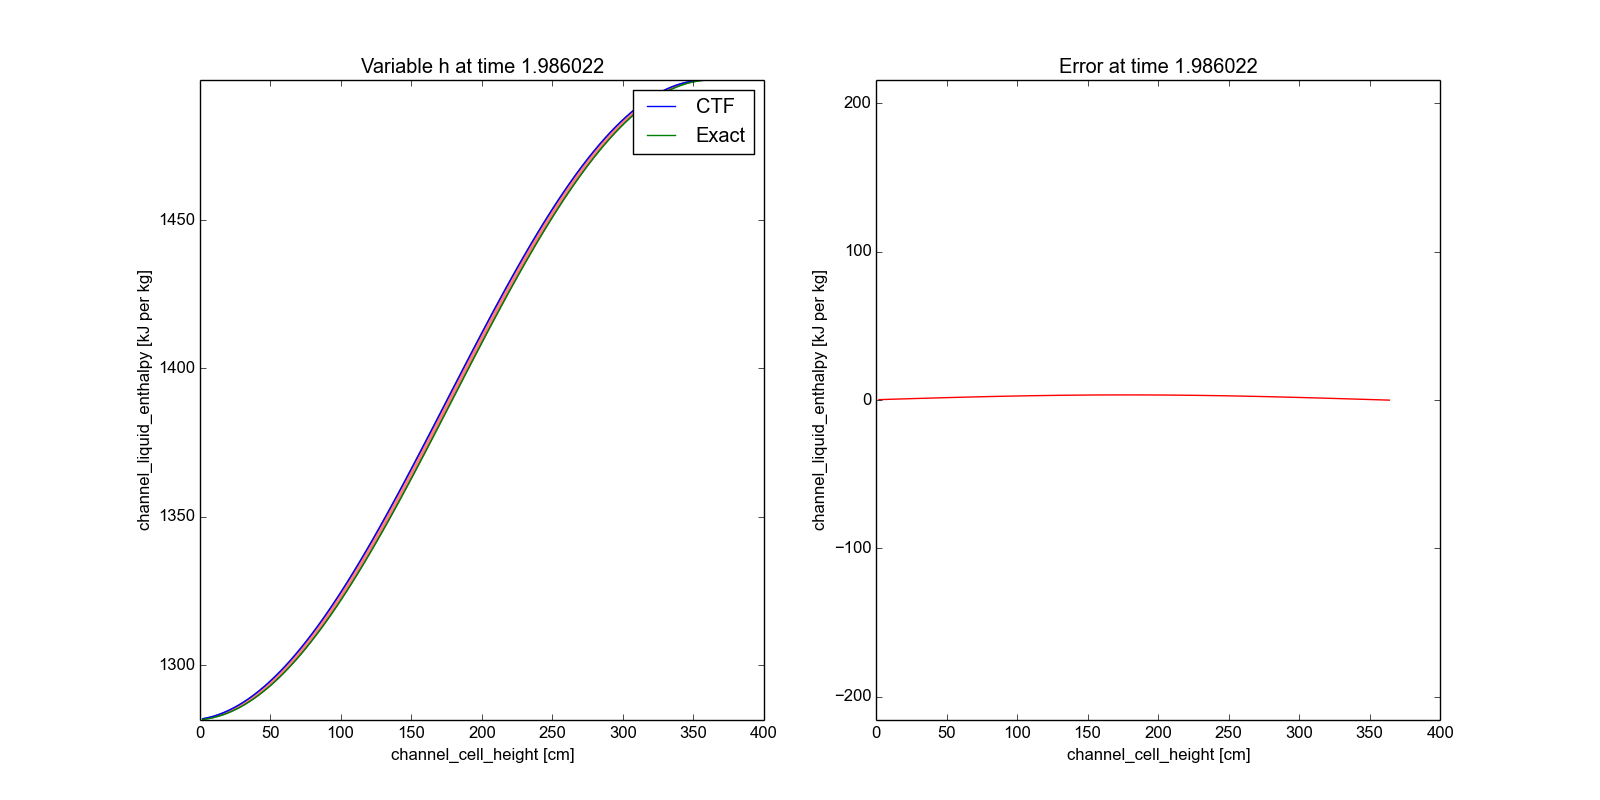 Variable h at time 1.986022
CTF
Exact
1450
1400
1350
1300
channel_liquid_enthalpy [kJ per kg]
0 50 100 150 200 250 300 350 400
channel_cell_height [cm]
Error at time 1.986022
200
100
0
−100
−200
channel_liquid_enthalpy [kJ per kg]
0 50 100 150 200 250 300 350 400
channel_cell_height [cm]